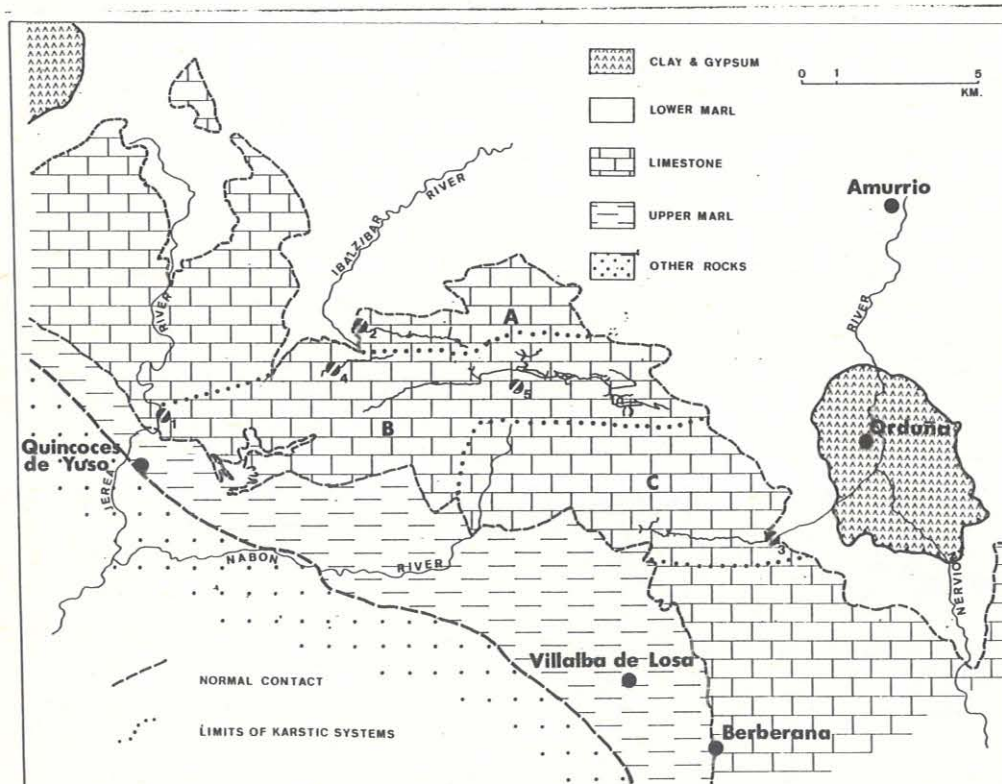 CLAY & GYPSUM
LOWER MARL
LIMESTONE
UPPER MARL
OTHER ROCKS
0 1 5
KM.
Amurrio
RIVER
IBALZIBAR
RIVER
RIVER
A
2
4
5
1
B
Quincoces
de Yuso
JEREA
Orduña
C
3
NABON
RIVER
NERVION
Villalba de Losa
Berberana
NORMAL CONTACT
LIMITS OF KARSTIC SYSTEMS